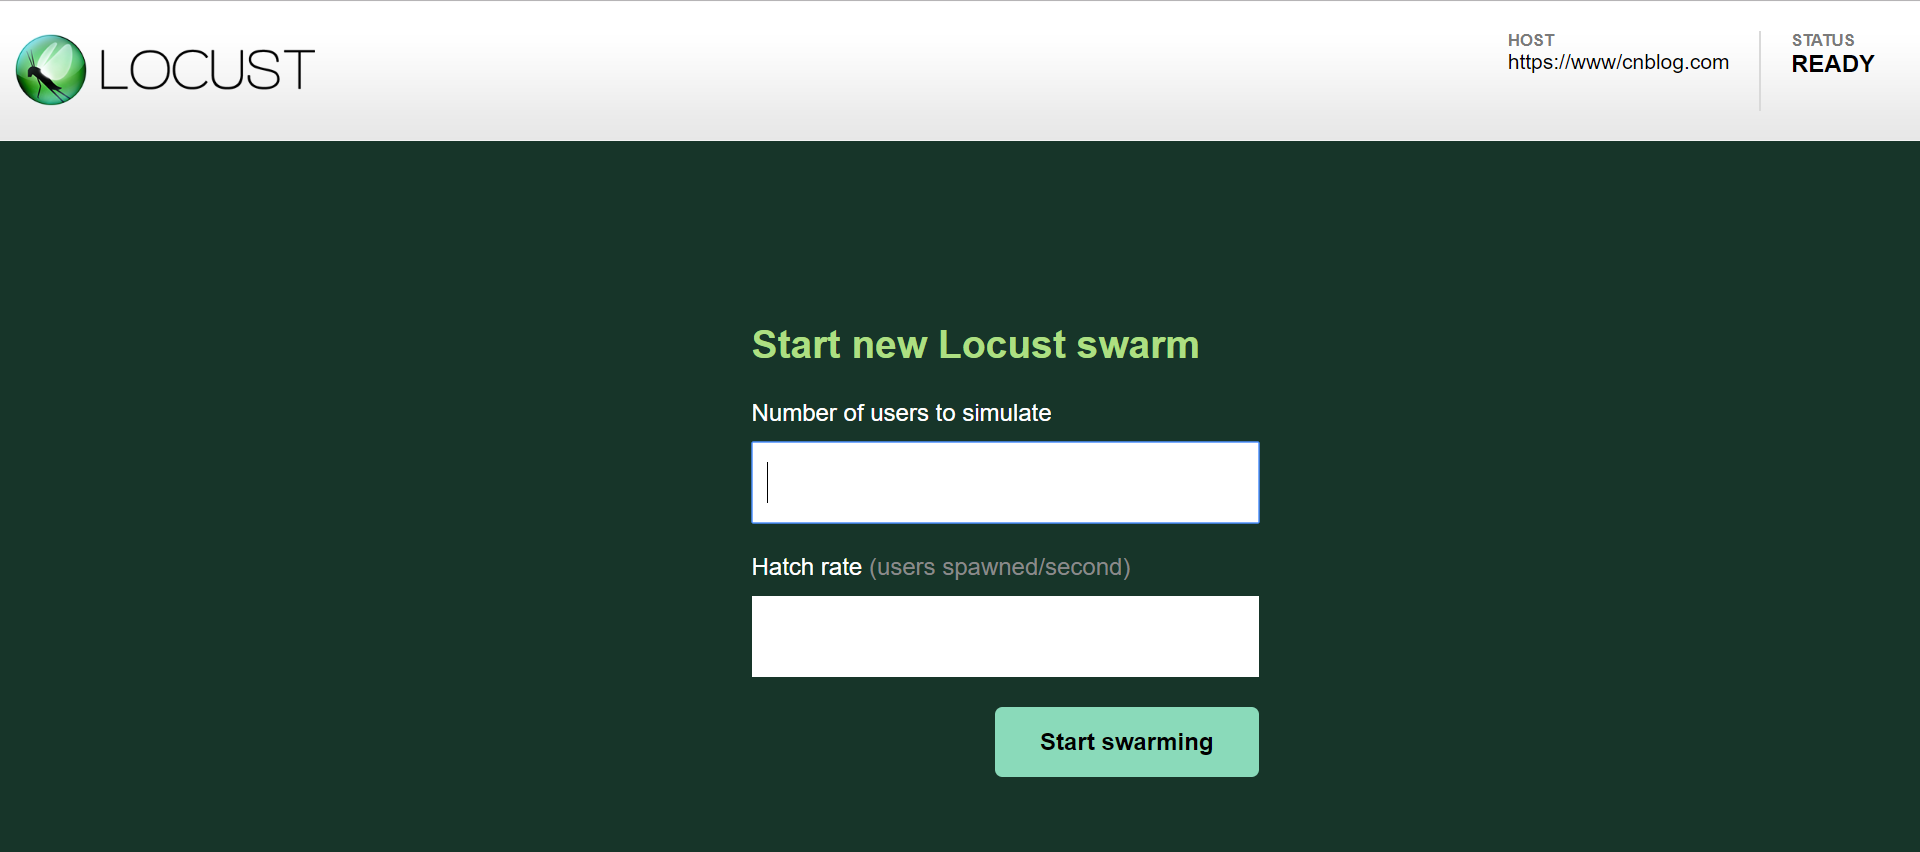 LOCUST
HOST
https://www/cnblog.com
STATUS
READY
Start new Locust swarm
Number of users to simulate
Hatch rate (users spawned/second)
Start swarming